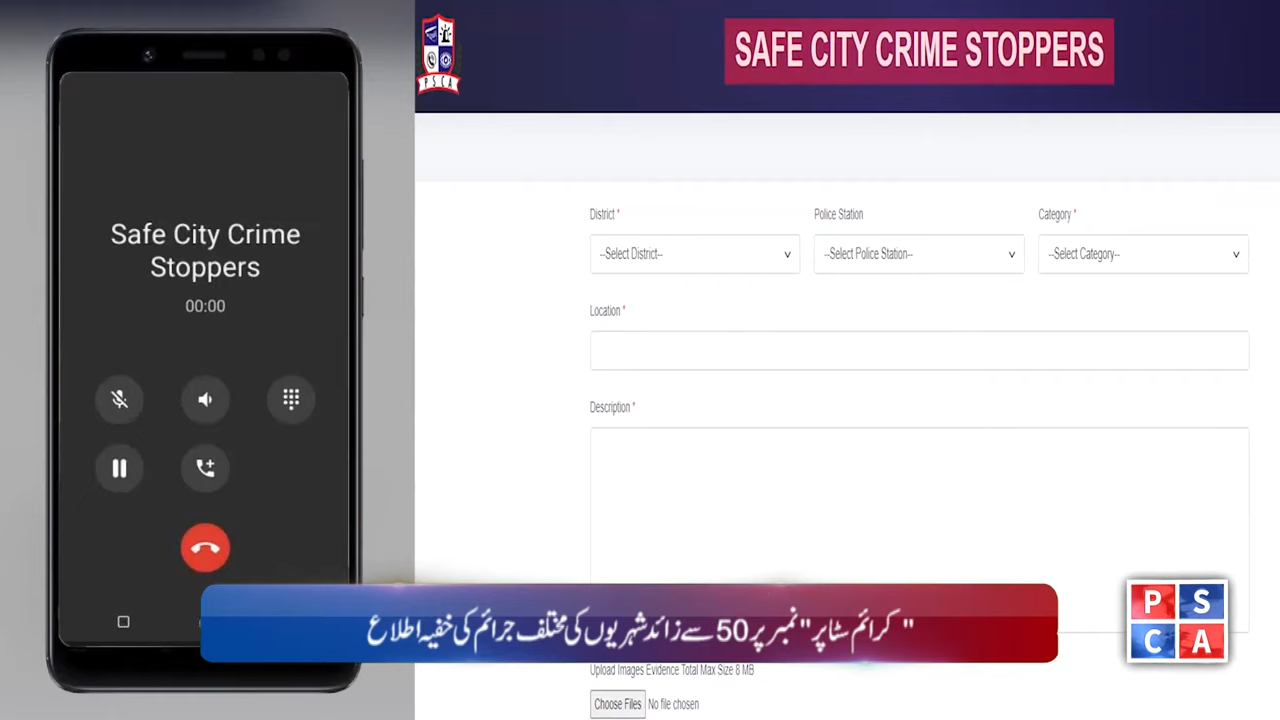 Safe City Crime
Stoppers
00:00
PSCA
SAFE CITY CRIME STOPPERS
District *
Police Station
Category *
--Select District--
--Select Police Station--
--Select Category--
Location *
Description *
" کرائم سٹاپر " نمبر پر 50 سے زائد شہریوں کی مختلف جرائم کی خفیہ اطلاع
P S
C A
Upload Images Evidence Total Max Size 8 MB
Choose Files No file chosen